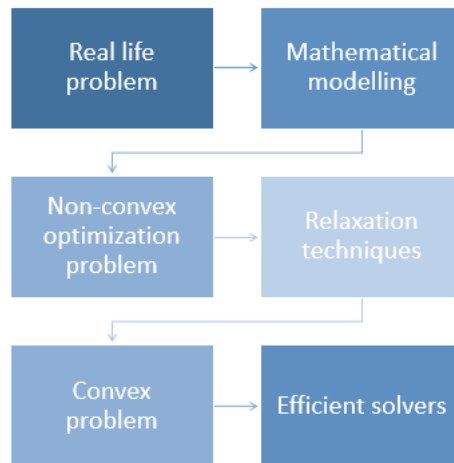 Real life
problem
Mathematical
modelling
Non-convex
optimization
problem
Relaxation
techniques
Convex
problem
Efficient solvers